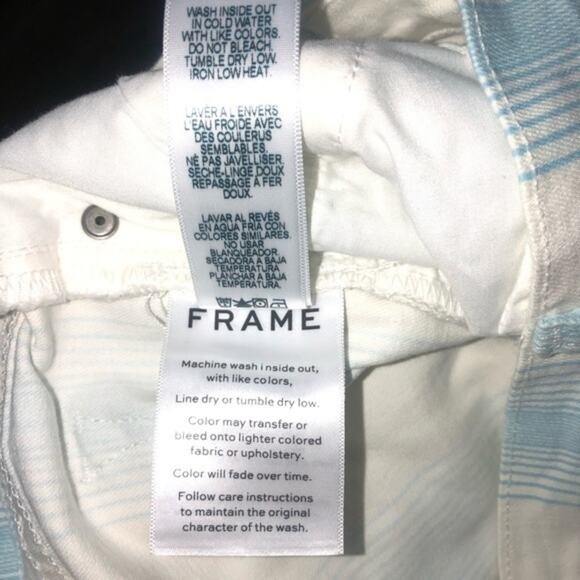 WASH INSIDE OUT
IN COLD WATER
WITH LIKE COLORS.
DO NOT BLEACH.
TUMBLE DRY LOW.
IRON LOW HEAT.
LAVER A L'ENVERS
L'EAU FROIDE AVEC
DES COULERUS
SEMBLABLES.
NE PAS JAVELLISER.
SECHE-LINGE DOUX
REPASSAGE A FER
DOUX.
LAVAR AL REVÉS
EN AGUA FRIA CON
COLORES SIMILARES.
NO USAR
BLANQUEADOR.
SECADORA A BAJA
TEMPERATURA
PLANCHAR A BAJA
TEMPERATURA.
FRAME
Machine wash inside out,
with like colors,
Line dry or tumble dry low.
Color may transfer or
bleed onto lighter colored
fabric or upholstery.
Color will fade over time.
Follow care instructions
to maintain the original
character of the wash.